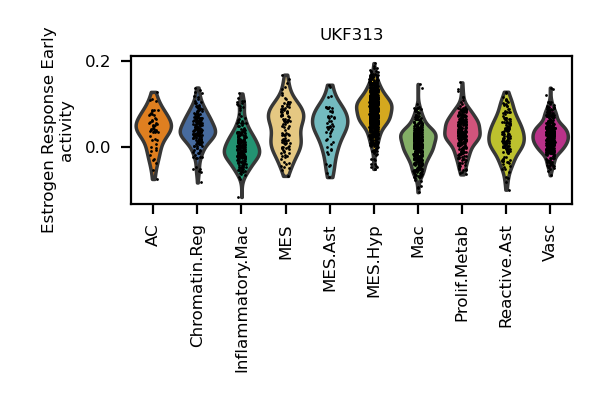 UKF313
Estrogen Response Early
activity
0.2
0.0
AC
Chromatin.Reg
Inflammatory.Mac
MES
MES.Ast
MES.Hyp
Mac
Prolif.Metab
Reactive.Ast
Vasc